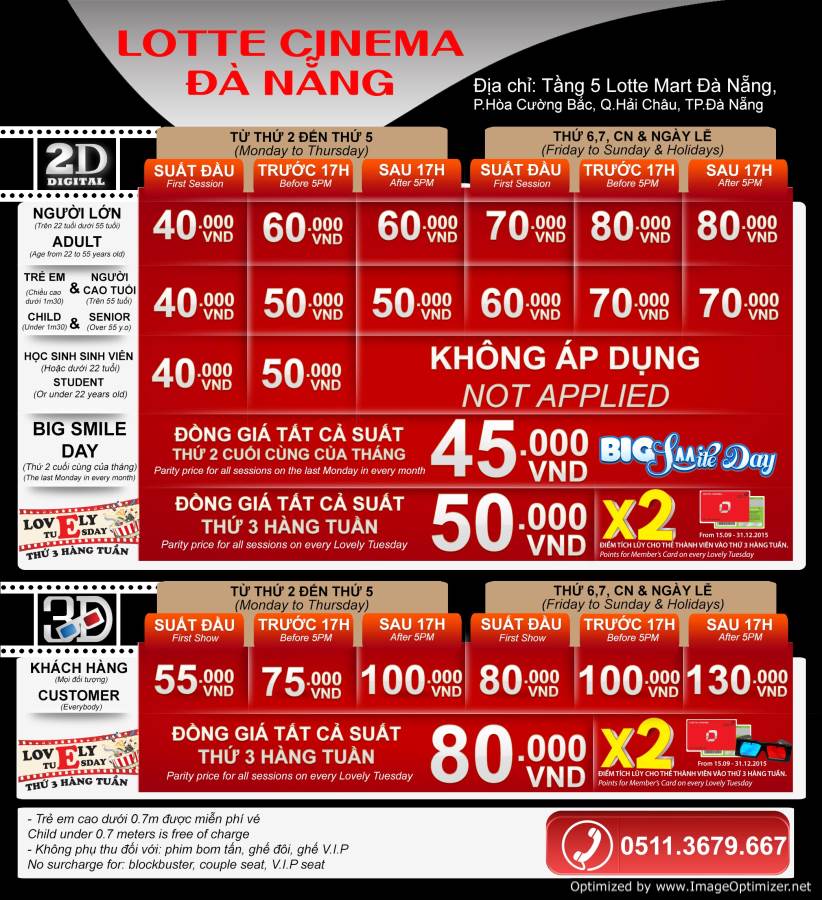 LOTTE CINEMA
ĐÀ NẴNG
Địa chỉ: Tầng 5 Lotte Mart Đà Nẵng,
P.Hòa Cường Bắc, Q.Hải Châu, TP.Đà Nẵng
2D
DIGITAL
TỪ THỨ 2 ĐẾN THỨ 5
(Monday to Thursday)
THỨ 6,7, CN & NGÀY LỄ
(Friday to Sunday & Holidays)
SUẤT ĐẦU TRƯỚC 17H SAU 17H SUẤT ĐẦU TRƯỚC 17H SAU 17H
First Session Before 5PM After 5PM First Session Before 5PM After 5PM
NGƯỜI LỚN
(Trên 22 tuổi dưới 55 tuổi)
ADULT
(Age from 22 to 55 years old)
40.000 VND 60.000 VND 60.000 VND 70.000 VND 80.000 VND 80.000 VND
TRẺ EM & NGƯỜI CAO TUỔI
(Chiều cao dưới 1m30) (Trên 55 tuổi)
CHILD & SENIOR
(Under 1m30) (Over 55 y.o)
40.000 VND 50.000 VND 50.000 VND 60.000 VND 70.000 VND 70.000 VND
HỌC SINH SINH VIÊN
(Hoặc dưới 22 tuổi)
STUDENT
(Or under 22 years old)
40.000 VND 50.000 VND
KHÔNG ÁP DỤNG
NOT APPLIED
BIG SMILE
DAY
(Thứ 2 cuối cùng của tháng)
(The last Monday in every month)
ĐỒNG GIÁ TẤT CẢ SUẤT
THỨ 2 CUỐI CÙNG CỦA THÁNG
Parity price for all sessions on the last Monday in every month
45.000 VND
BIG Smile Day
LOVELY
TUESDAY
THỨ 3 HÀNG TUẦN
ĐỒNG GIÁ TẤT CẢ SUẤT
THỨ 3 HÀNG TUẦN
Parity price for all sessions on every Lovely Tuesday
50.000 VND
X2
From 15.09 - 31.12.2015
ĐIỂM TÍCH LŨY CHO THẺ THÀNH VIÊN VÀO THỨ 3 HÀNG TUẦN.
Points for Member's Card on every Lovely Tuesday
3D
TỪ THỨ 2 ĐẾN THỨ 5
(Monday to Thursday)
THỨ 6,7, CN & NGÀY LỄ
(Friday to Sunday & Holidays)
SUẤT ĐẦU TRƯỚC 17H SAU 17H SUẤT ĐẦU TRƯỚC 17H SAU 17H
First Show Before 5PM After 5PM First Show Before 5PM After 5PM
KHÁCH HÀNG
(Mọi đối tượng)
CUSTOMER
(Everybody)
55.000 VND 75.000 VND 100.000 VND 80.000 VND 100.000 VND 130.000 VND
LOVELY
TUESDAY
THỨ 3 HÀNG TUẦN
ĐỒNG GIÁ TẤT CẢ SUẤT
THỨ 3 HÀNG TUẦN
Parity price for all sessions on every Lovely Tuesday
80.000 VND
X2
From 15.09 - 31.12.2015
ĐIỂM TÍCH LŨY CHO THẺ THÀNH VIÊN VÀO THỨ 3 HÀNG TUẦN.
Points for Member's Card on every Lovely Tuesday
- Trẻ em cao dưới 0.7m được miễn phí vé
Child under 0.7 meters is free of charge
- Không phụ thu đối với: phim bom tấn, ghế đôi, ghế V.I.P
No surcharge for: blockbuster, couple seat, V.I.P seat
0511.3679.667
Optimized by www.ImageOptimizer.net